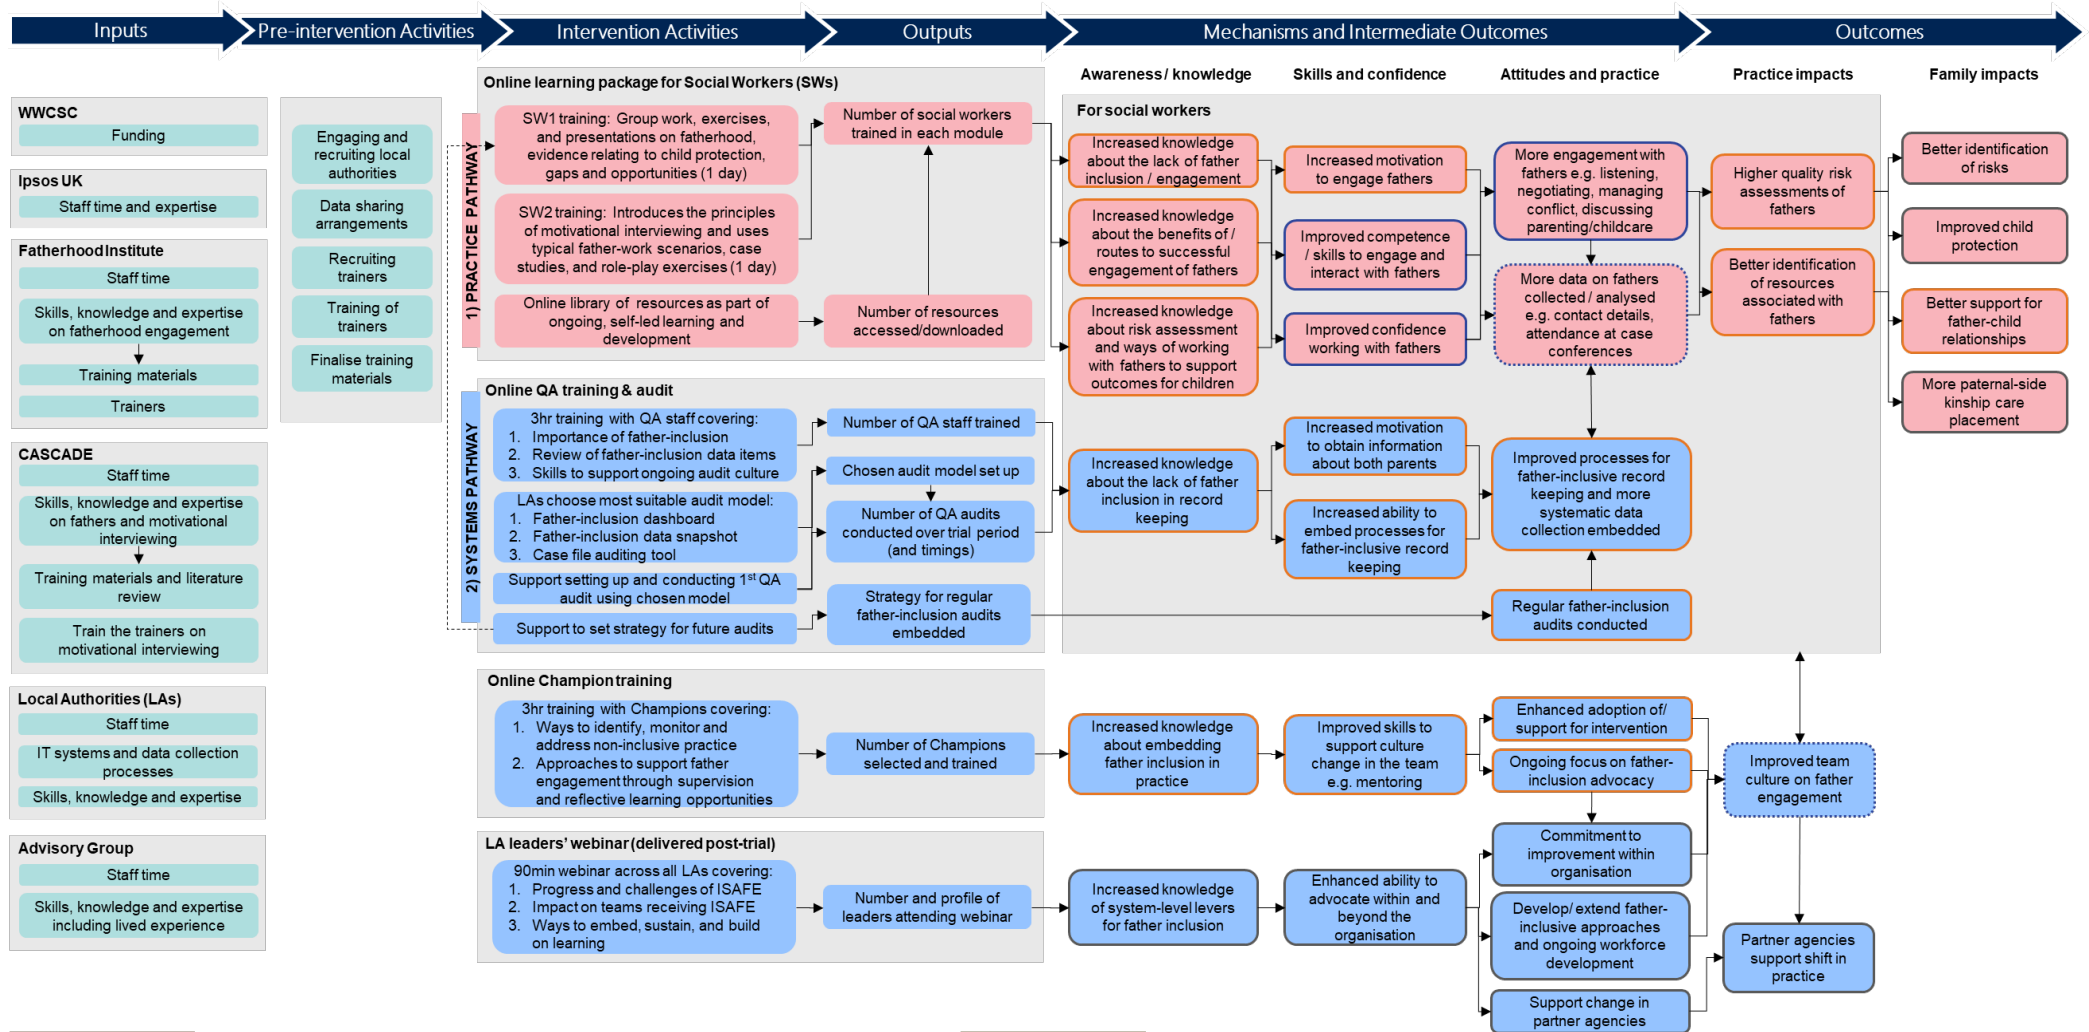 Inputs
Pre-intervention Activities
Intervention Activities
Outputs
Mechanisms and Intermediate Outcomes
Outcomes
Awareness / knowledge
Skills and confidence
Attitudes and practice
Practice impacts
Family impacts
WWCSC
Funding
Ipsos UK
Staff time and expertise
Fatherhood Institute
Staff time
Skills, knowledge and expertise
on fatherhood engagement
Training materials
Trainers
CASCADE
Staff time
Skills, knowledge and expertise
on fathers and motivational
interviewing
Training materials and literature
review
Train the trainers on
motivational interviewing
Local Authorities (LAs)
Staff time
IT systems and data collection
processes
Skills, knowledge and expertise
Advisory Group
Staff time
Skills, knowledge and expertise
including lived experience
Engaging and
recruiting local
authorities
Data sharing
arrangements
Recruiting
trainers
Training of
trainers
Finalise training
materials
1) PRACTICE PATHWAY
Online learning package for Social Workers (SWs)
SW1 training: Group work, exercises,
and presentations on fatherhood,
evidence relating to child protection,
gaps and opportunities (1 day)
SW2 training: Introduces the principles
of motivational interviewing and uses
typical father-work scenarios, case
studies, and role-play exercises (1 day)
Online library of resources as part of
ongoing, self-led learning and
development
Number of social workers
trained in each module
Number of resources
accessed/downloaded
2) SYSTEMS PATHWAY
Online QA training & audit
3hr training with QA staff covering:
1. Importance of father-inclusion
2. Review of father-inclusion data items
3. Skills to support ongoing audit culture
LAs choose most suitable audit model:
1. Father-inclusion dashboard
2. Father-inclusion data snapshot
3. Case file auditing tool
Support setting up and conducting 1st QA
audit using chosen model
Support to set strategy for future audits
Number of QA staff trained
Chosen audit model set up
Number of QA audits
conducted over trial period
(and timings)
Strategy for regular
father-inclusion audits
embedded
Online Champion training
3hr training with Champions covering:
1. Ways to identify, monitor and
address non-inclusive practice
2. Approaches to support father
engagement through supervision
and reflective learning opportunities
Number of Champions
selected and trained
LA leaders' webinar (delivered post-trial)
90min webinar across all LAs covering:
1. Progress and challenges of ISAFE
2. Impact on teams receiving ISAFE
3. Ways to embed, sustain, and build
on learning
Number and profile of
leaders attending webinar
For social workers
Increased knowledge
about the lack of father
inclusion / engagement
Increased knowledge
about the benefits of /
routes to successful
engagement of fathers
Increased knowledge
about risk assessment
and ways of working
with fathers to support
outcomes for children
Increased motivation
to engage fathers
Improved competence
/ skills to engage and
interact with fathers
Improved confidence
working with fathers
More engagement with
fathers e.g. listening,
negotiating, managing
conflict, discussing
parenting/childcare
More data on fathers
collected / analysed
e.g. contact details,
attendance at case
conferences
Higher quality risk
assessments of
fathers
Better identification
of resources
associated with
fathers
Better identification
of risks
Improved child
protection
Better support for
father-child
relationships
More paternal-side
kinship care
placement
Increased knowledge
about the lack of father
inclusion in record
keeping
Increased motivation
to obtain information
about both parents
Increased ability to
embed processes for
father-inclusive record
keeping
Improved processes for
father-inclusive record
keeping and more
systematic data
collection embedded
Regular father-inclusion
audits conducted
Increased knowledge
about embedding
father inclusion in
practice
Improved skills to
support culture
change in the team
e.g. mentoring
Enhanced adoption of/
support for intervention
Ongoing focus on father-
inclusion advocacy
Improved team
culture on father
engagement
Increased knowledge
of system-level levers
for father inclusion
Enhanced ability to
advocate within and
beyond the
organisation
Commitment to
improvement within
organisation
Develop/ extend father-
inclusive approaches
and ongoing workforce
development
Support change in
partner agencies
Partner agencies
support shift in
practice